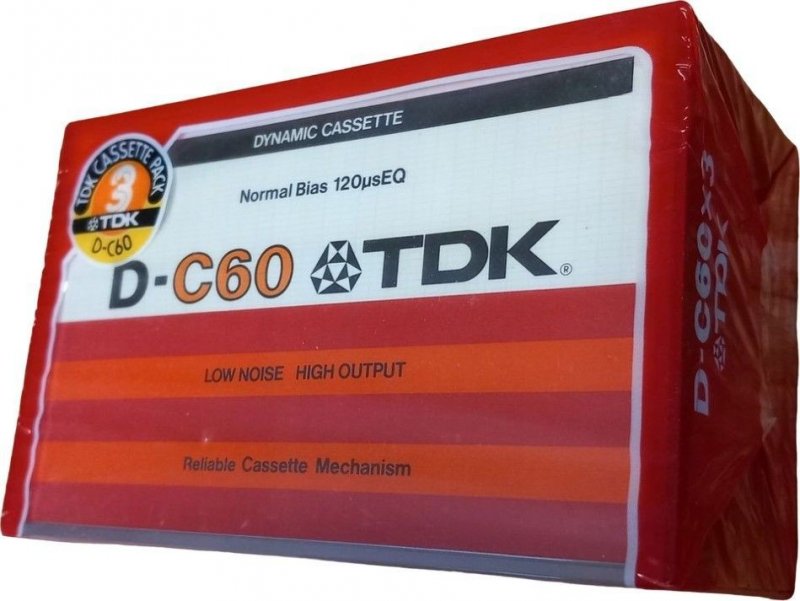 DYNAMIC CASSETTE
Normal Bias 120µsEQ
TDK CASSETTE PACK
3
TDK
D-C60
D-C60 TDK®
LOW NOISE HIGH OUTPUT
Reliable Cassette Mechanism
D-C60×3
TDK